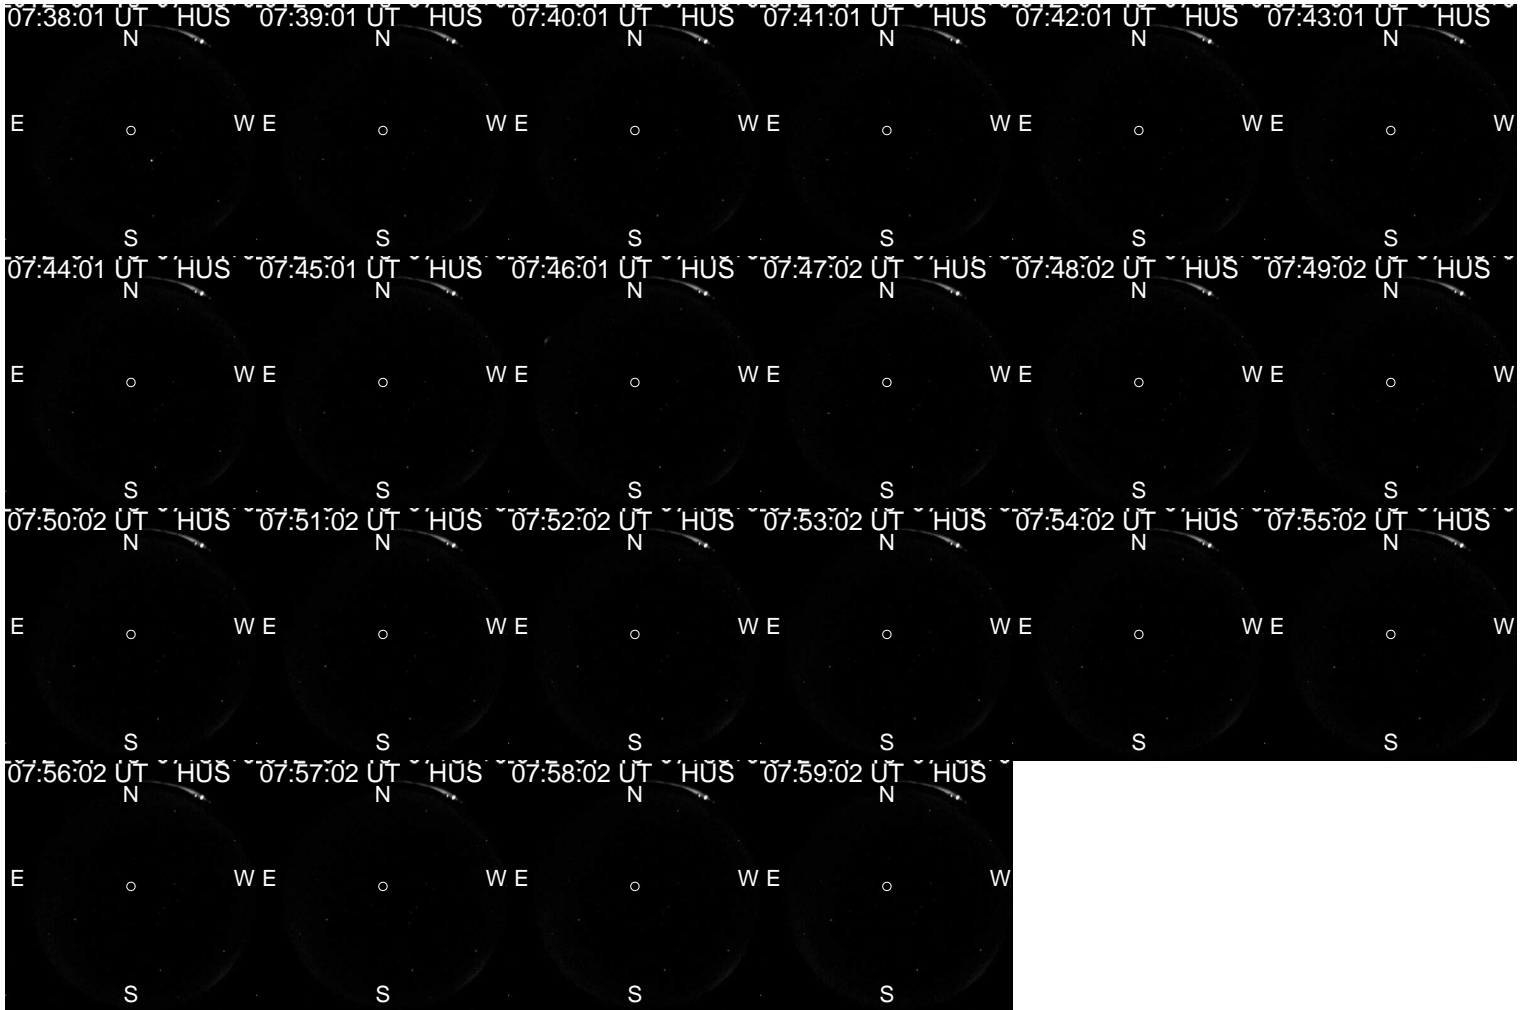 07:38:01 UT HUS 07:39:01 UT HUS 07:40:01 UT HUS 07:41:01 UT HUS 07:42:01 UT HUS 07:43:01 UT HUS
N N N N N N
E W E W E W E W E W E W
S S S S S S
07:44:01 UT HUS 07:45:01 UT HUS 07:46:01 UT HUS 07:47:02 UT HUS 07:48:02 UT HUS 07:49:02 UT HUS
N N N N N N
E W E W E W E W E W E W
S S S S S S
07:50:02 UT HUS 07:51:02 UT HUS 07:52:02 UT HUS 07:53:02 UT HUS 07:54:02 UT HUS 07:55:02 UT HUS
N N N N N N
E W E W E W E W E W E W
S S S S S S
07:56:02 UT HUS 07:57:02 UT HUS 07:58:02 UT HUS 07:59:02 UT HUS
N N N N
E W E W E W E W
S S S S